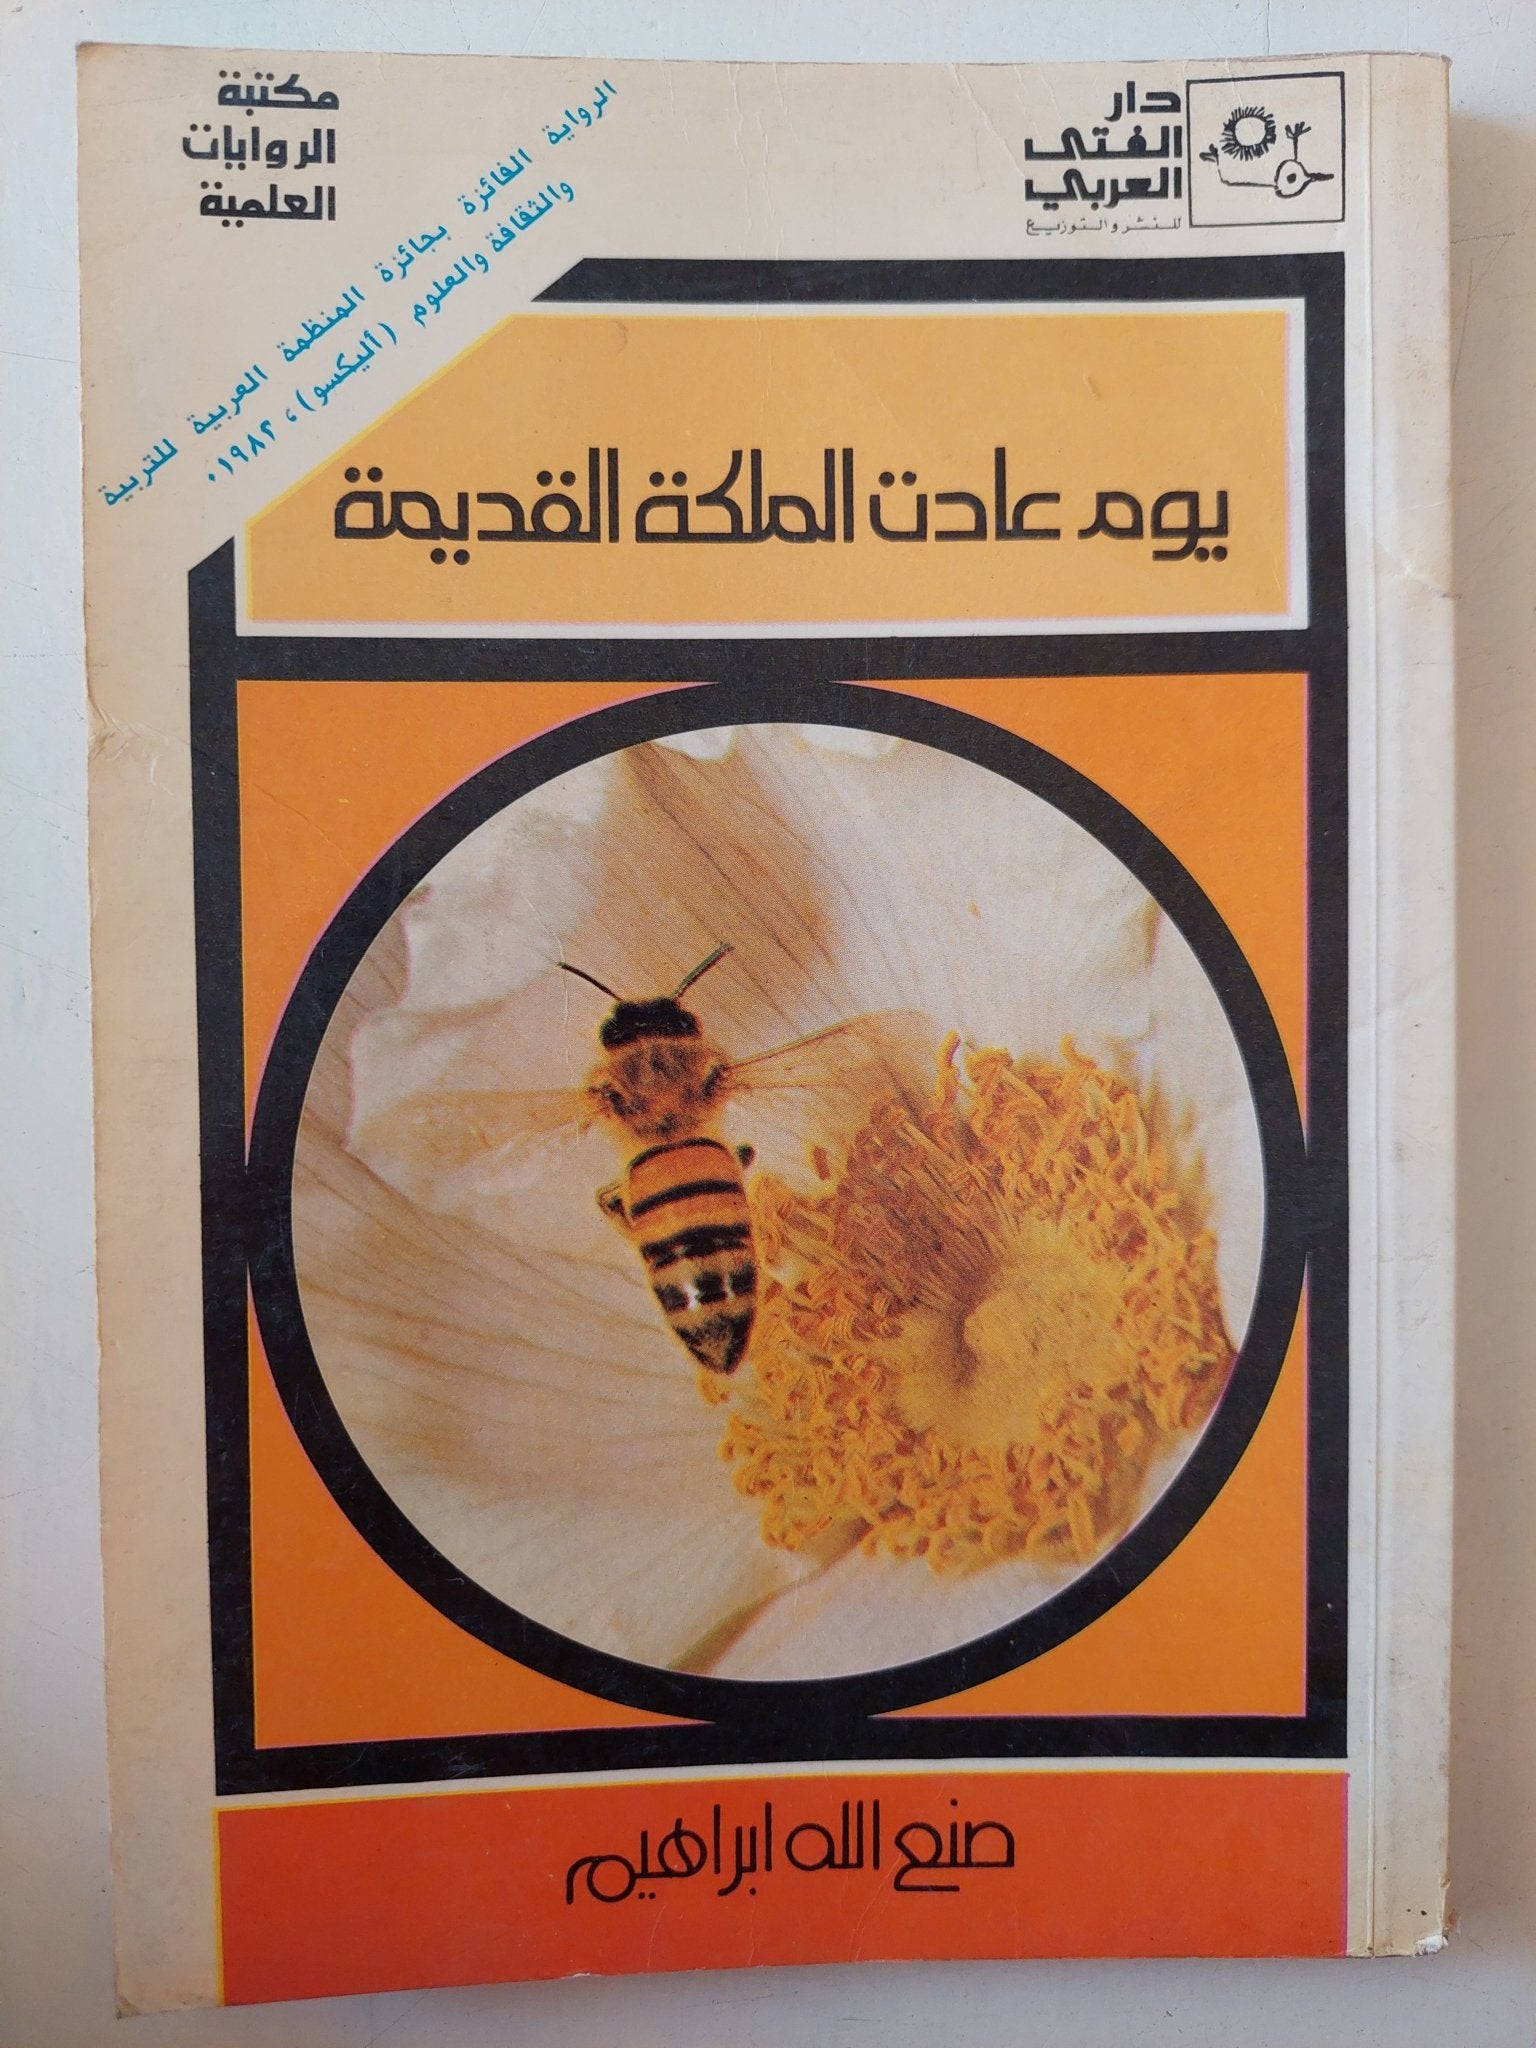 دار
الفتى
العربي
للنشر والتوزيع
مكتبة
الروايات
العلمية
الرواية الفائزة بجائزة المنظمة العربية للتربية
والثقافة والعلوم (أليكسو)، ١٩٨٢.
يوم عادت الملكة القديمة
صنع الله ابراهيم